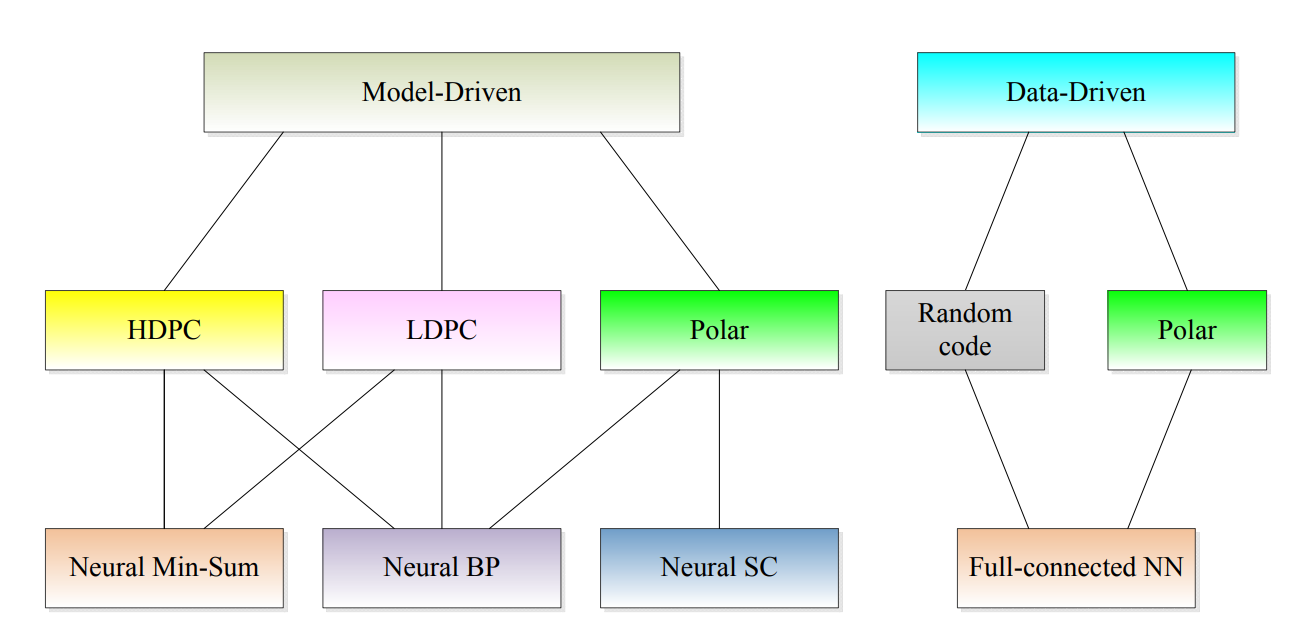 Model-Driven
Data-Driven
HDPC
LDPC
Polar
Random
code
Polar
Neural Min-Sum
Neural BP
Neural SC
Full-connected NN